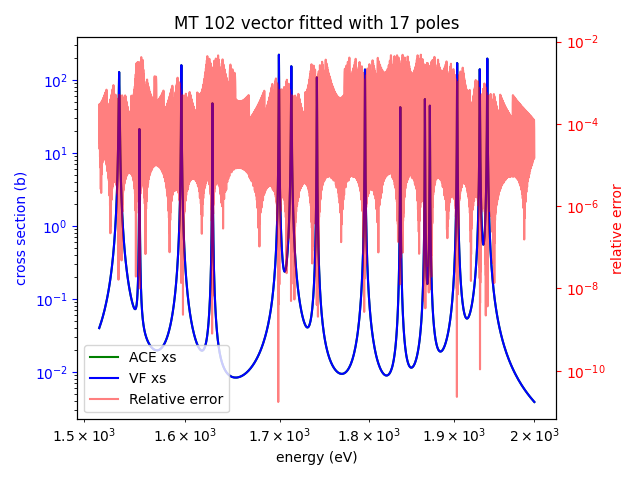 MT 102 vector fitted with 17 poles
cross section (b)
10²
10¹
10⁰
10⁻¹
10⁻²
10⁻²
10⁻⁴
10⁻⁶
10⁻⁸
10⁻¹⁰
relative error
ACE xs
VF xs
Relative error
1.5 × 10³ 1.6 × 10³ 1.7 × 10³ 1.8 × 10³ 1.9 × 10³ 2 × 10³
energy (eV)